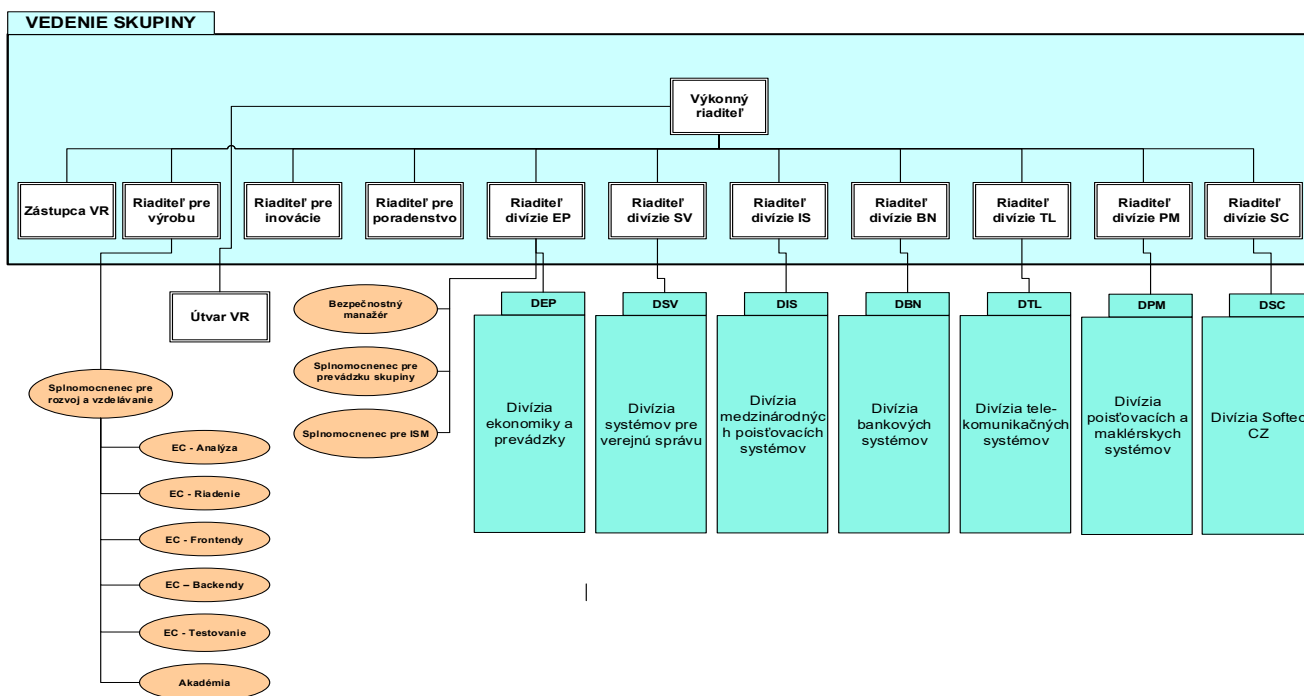 VEDENIE SKUPINY
Výkonný
riaditeľ
Zástupca VR
Riaditeľ pre
výrobu
Riaditeľ pre
inovácie
Riaditeľ pre
poradenstvo
Riaditeľ
divízie EP
Riaditeľ
divízie SV
Riaditeľ
divízie IS
Riaditeľ
divízie BN
Riaditeľ
divízie TL
Riaditeľ
divízie PM
Riaditeľ
divízie SC
Útvar VR
Bezpečnostný
manažér
Splnomocnenec pre
prevádzku skupiny
Splnomocnenec pre ISM
Splnomocnenec pre
rozvoj a vzdelávanie
EC - Analýza
EC - Riadenie
EC - Frontendy
EC – Backendy
EC - Testovanie
Akadémia
DEP
Divízia
ekonomiky a
prevádzky
DSV
Divízia
systémov pre
verejnú správu
DIS
Divízia
medzinárodnýc
h poisťovacích
systémov
DBN
Divízia
bankových
systémov
DTL
Divízia tele-
komunikačných
systémov
DPM
Divízia
poisťovacích a
maklérskych
systémov
DSC
Divízia Softec
CZ